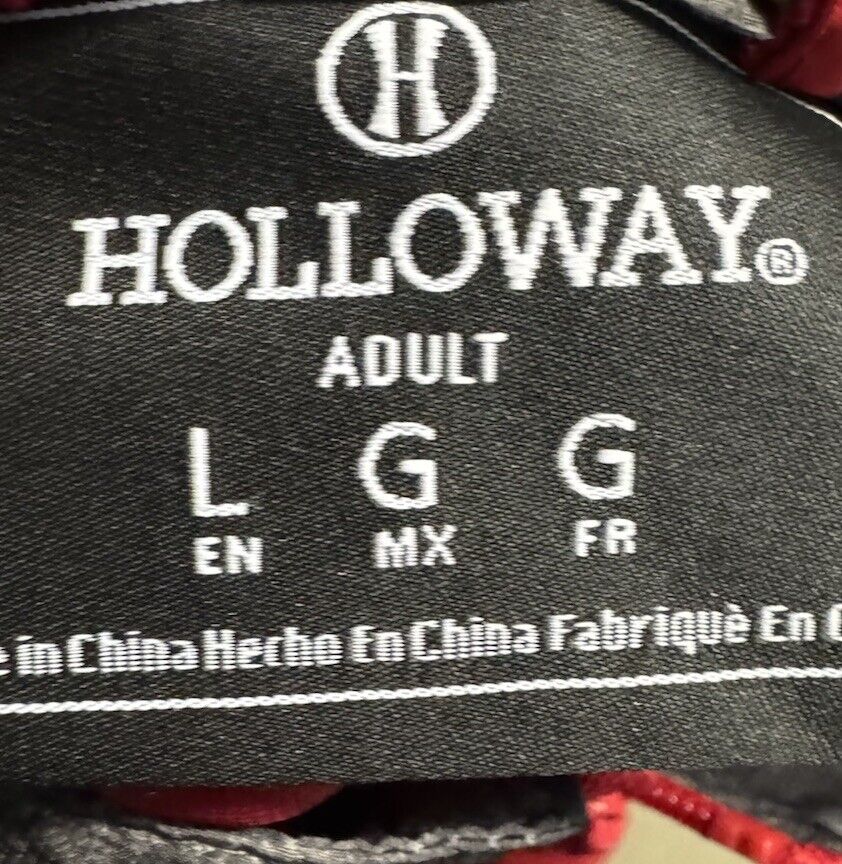 H
HOLLOWAY®
ADULT
L G G
EN MX FR
in China Hecho En China Fabriquè En